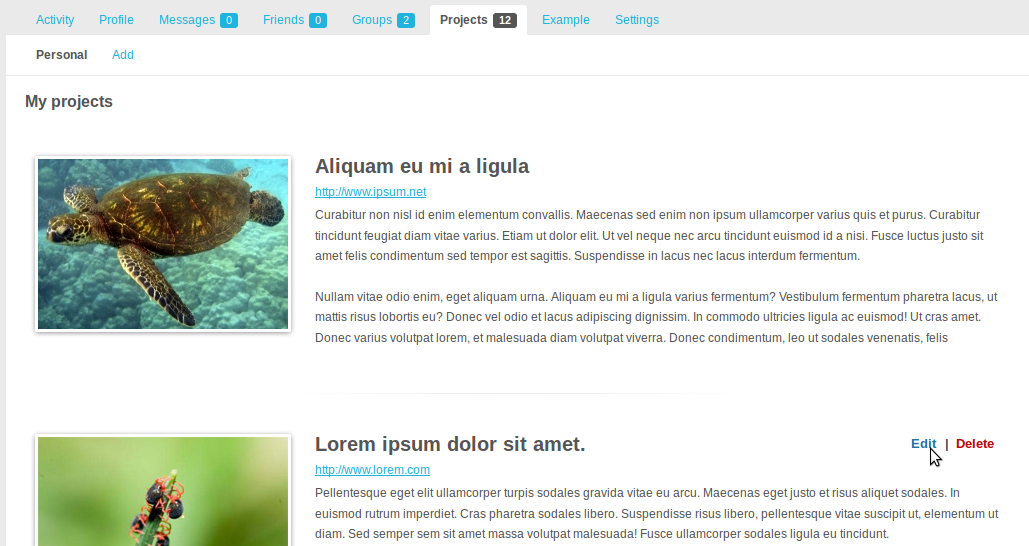 Activity Profile Messages 0 Friends 0 Groups 2 Projects 12 Example Settings
Personal Add
My projects
Aliquam eu mi a ligula
http://www.ipsum.net
Curabitur non nisl id enim elementum convallis. Maecenas sed enim non ipsum ullamcorper varius quis et purus. Curabitur
tincidunt feugiat diam vitae varius. Etiam ut dolor elit. Ut vel neque nec arcu tincidunt euismod id a nisi. Fusce luctus justo sit
amet felis condimentum sed tempor est sagittis. Suspendisse in lacus nec lacus interdum fermentum.
Nullam vitae odio enim, eget aliquam urna. Aliquam eu mi a ligula varius fermentum? Vestibulum fermentum pharetra lacus, ut
mattis risus lobortis eu? Donec vel odio et lacus adipiscing dignissim. In commodo ultricies ligula ac euismod! Ut cras amet.
Donec varius volutpat lorem, et malesuada diam volutpat viverra. Donec condimentum, leo ut sodales venenatis, felis
Lorem ipsum dolor sit amet. Edit | Delete
http://www.lorem.com
Pellentesque eget elit ullamcorper turpis sodales gravida vitae eu arcu. Maecenas eget justo et risus aliquet sodales. In
euismod rutrum imperdiet. Cras pharetra sodales libero. Suspendisse risus libero, pellentesque vitae suscipit ut, elementum ut
diam. Sed semper sem sit amet massa volutpat malesuada! Fusce ullamcorper sodales ligula eu tincidunt.